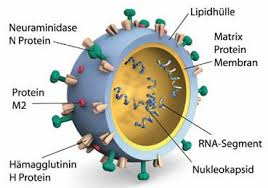 Lipidhülle
Neuraminidase
N Protein
Matrix
Protein
Membran
Protein
M2
RNA-Segment
Hämagglutinin
H Protein
Nukleokapsid